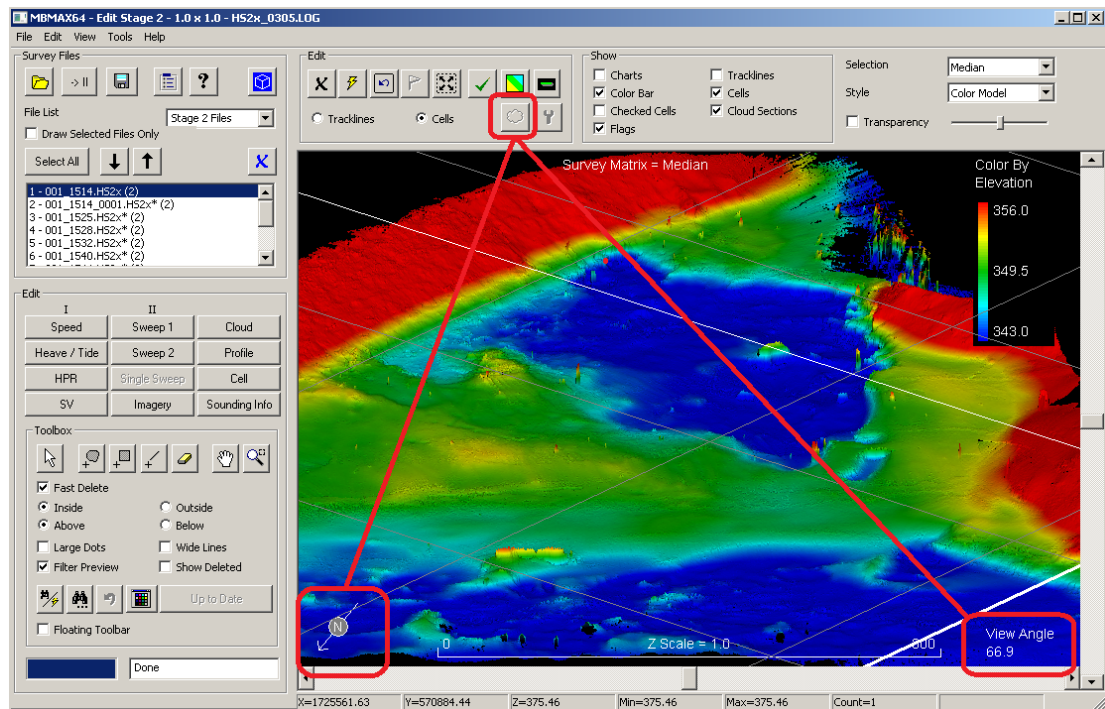 MBMAX64 - Edit Stage 2 - 1.0 x 1.0 - HS2x_0305.LOG
File Edit View Tools Help
Survey Files
-> II
?
File List
Stage 2 Files
Draw Selected Files Only
Select All
X
1 - 001_1514.HS2x (2)
2 - 001_1514_0001.HS2x* (2)
3 - 001_1525.HS2x* (2)
4 - 001_1528.HS2x* (2)
5 - 001_1532.HS2x* (2)
6 - 001_1540.HS2x* (2)
Edit
X
Tracklines
Cells
Show
Charts
Tracklines
Color Bar
Cells
Checked Cells
Cloud Sections
Flags
Selection
Median
Style
Color Model
Transparency
Edit
I
II
Speed
Sweep 1
Cloud
Heave / Tide
Sweep 2
Profile
HPR
Single Sweep
Cell
SV
Imagery
Sounding Info
Toolbox
Fast Delete
Inside
Outside
Above
Below
Large Dots
Wide Lines
Filter Preview
Show Deleted
Up to Date
Floating Toolbar
Done
Survey Matrix = Median
Color By
Elevation
356.0
349.5
343.0
N
0
Z Scale = 1.0
View Angle
66.9
X=1725561.63
Y=570884.44
Z=375.46
Min=375.46
Max=375.46
Count=1